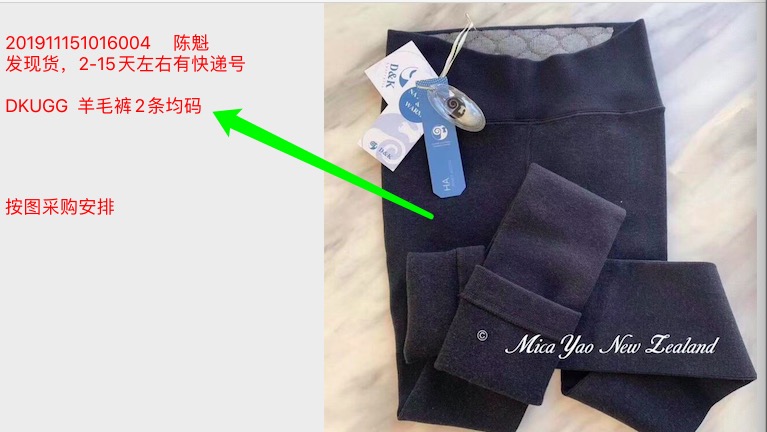 201911151016004 陈魁
发现货，2-15天左右有快递号
DKUGG 羊毛裤2条均码
按图采购安排
D&K
D&K
HA
© Mica Yao New Zealand